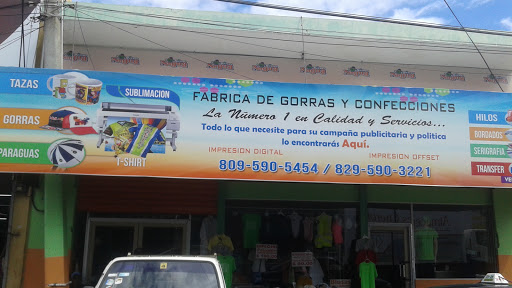 TAZAS
GORRAS
PARAGUAS
SUBLIMACION
T-SHIRT
FÁBRICA DE GORRAS Y CONFECCIONES
La Número 1 en Calidad y Servicios...
Todo lo que necesite para su campaña publicitaria y política
lo encontrarás Aquí.
IMPRESION DIGITAL
IMPRESION OFFSET
809-590-5454 / 829-590-3221
HILOS
BORDADOS
SERIGRAFIA
TRANSFER